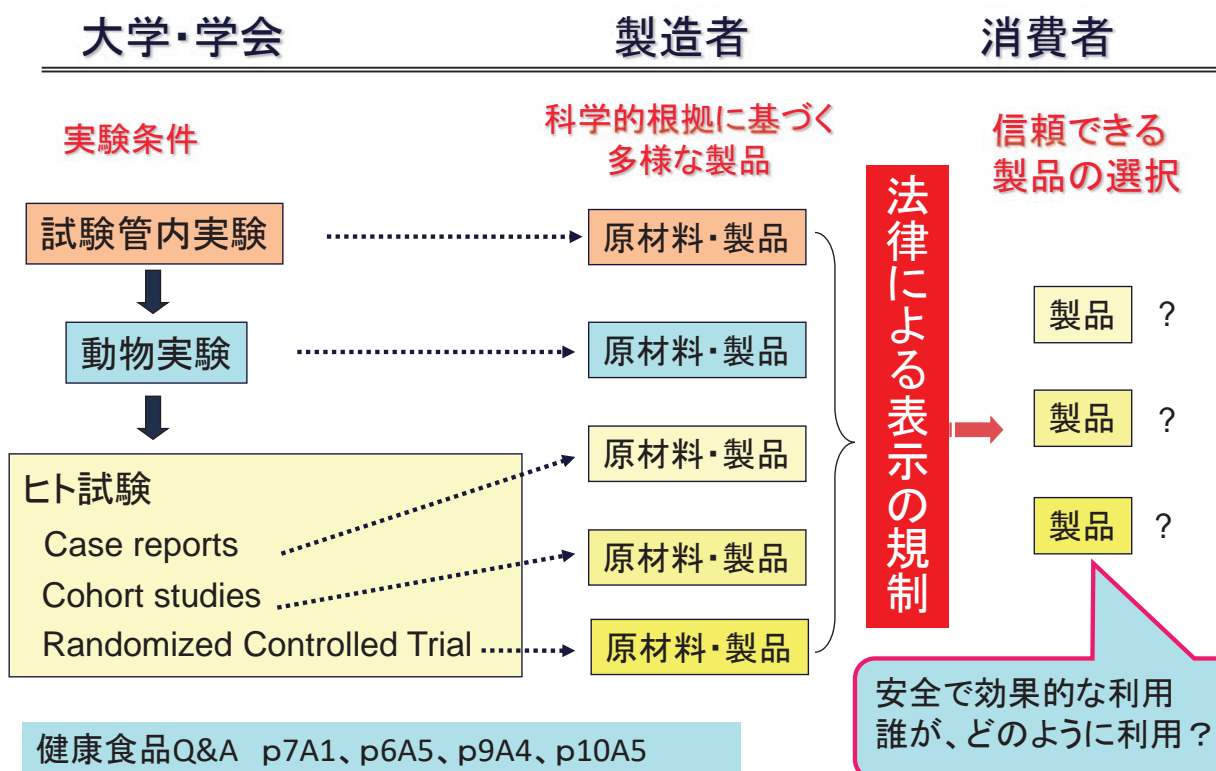 大学・学会
製造者
消費者
実験条件
科学的根拠に基づく
多様な製品
信頼できる
製品の選択
試験管内実験
動物実験
ヒト試験
Case reports
Cohort studies
Randomized Controlled Trial
原材料・製品
原材料・製品
原材料・製品
原材料・製品
原材料・製品
法律による表示の規制
製品 ?
製品 ?
製品 ?
安全で効果的な利用
誰が、どのように利用?
健康食品Q&A p7A1、p6A5、p9A4、p10A5